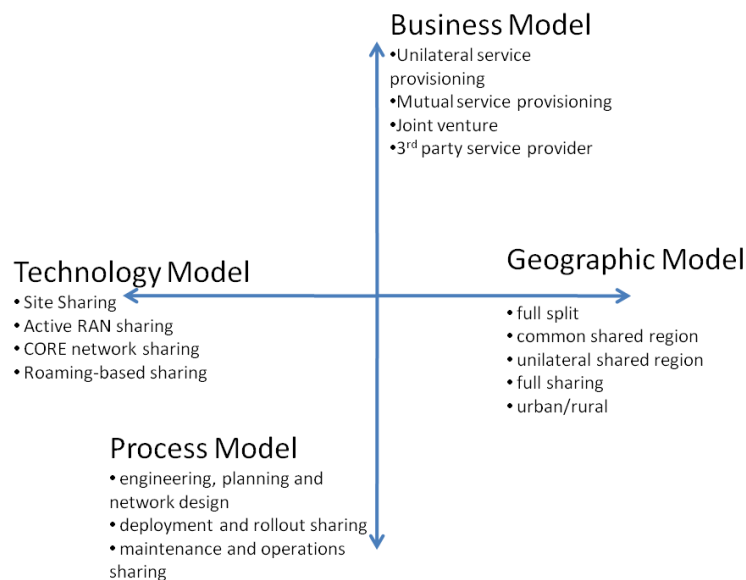 Business Model
•Unilateral service
provisioning
•Mutual service provisioning
•Joint venture
•3rd party service provider
Technology Model
• Site Sharing
• Active RAN sharing
• CORE network sharing
• Roaming-based sharing
Geographic Model
• full split
• common shared region
• unilateral shared region
• full sharing
• urban/rural
Process Model
• engineering, planning and
network design
• deployment and rollout sharing
• maintenance and operations
sharing